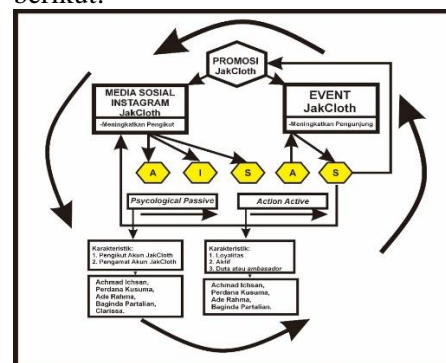 berikut:
PROMOSI
JakCloth
MEDIA SOSIAL
INSTAGRAM
JakCloth
-Meningkatkan Pengikut
EVENT
JakCloth
-Meningkatkan Pengunjung
A
I
S
A
S
Psycological Passive
Action Active
Karakteristik:
1. Pengikut Akun JakCloth
2. Pengamat Akun JakCloth
Karakteristik:
1. Loyalitas
2. Aktif
3. Duta atau ambasador
Achmad Ichsan,
Perdana Kusuma,
Ade Rahma,
Baginda Partalian,
Clarissa.
Achmad Ichsan,
Perdana Kusuma,
Ade Rahma,
Baginda Partalian.